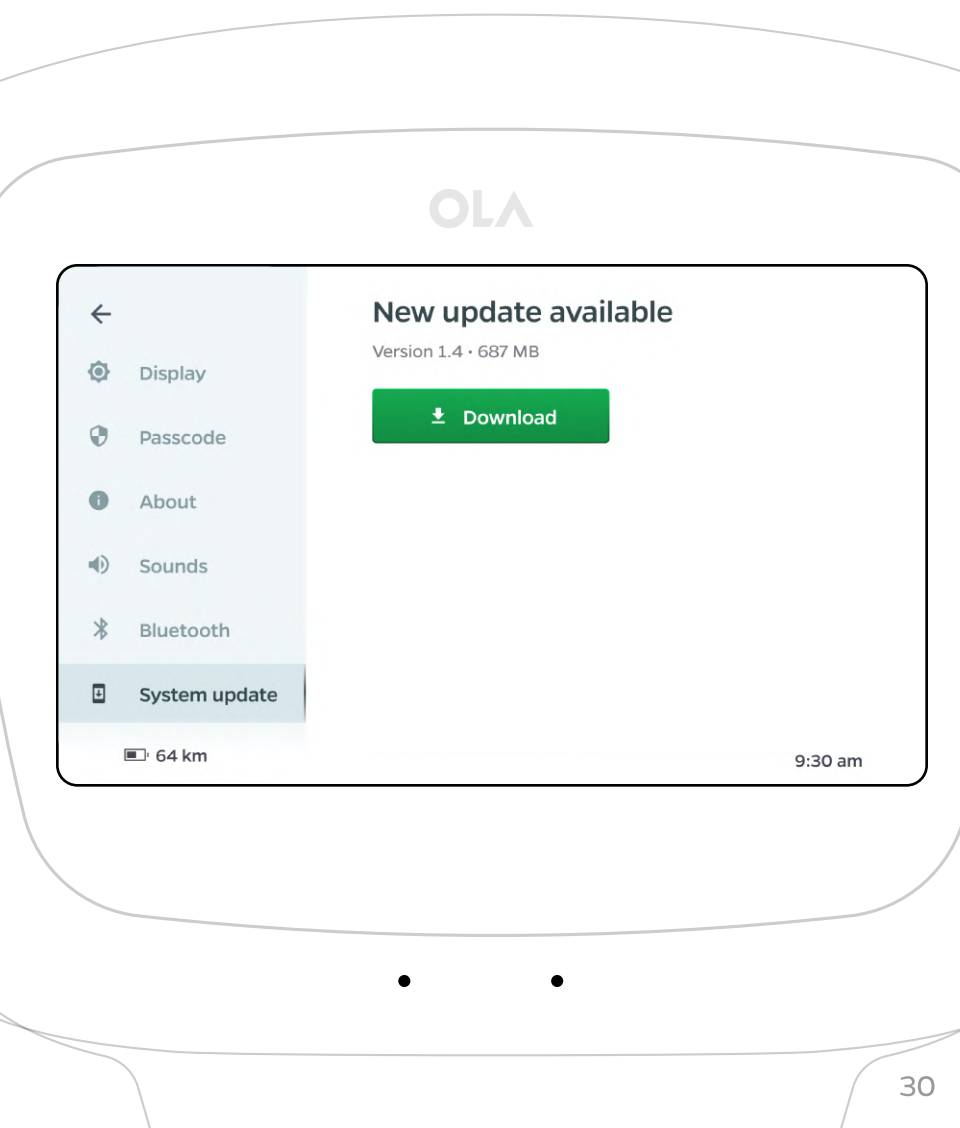 OLA
Display
Passcode
About
Sounds
Bluetooth
System update
64 km
New update available
Version 1.4 • 687 MB
Download
9:30 am
30